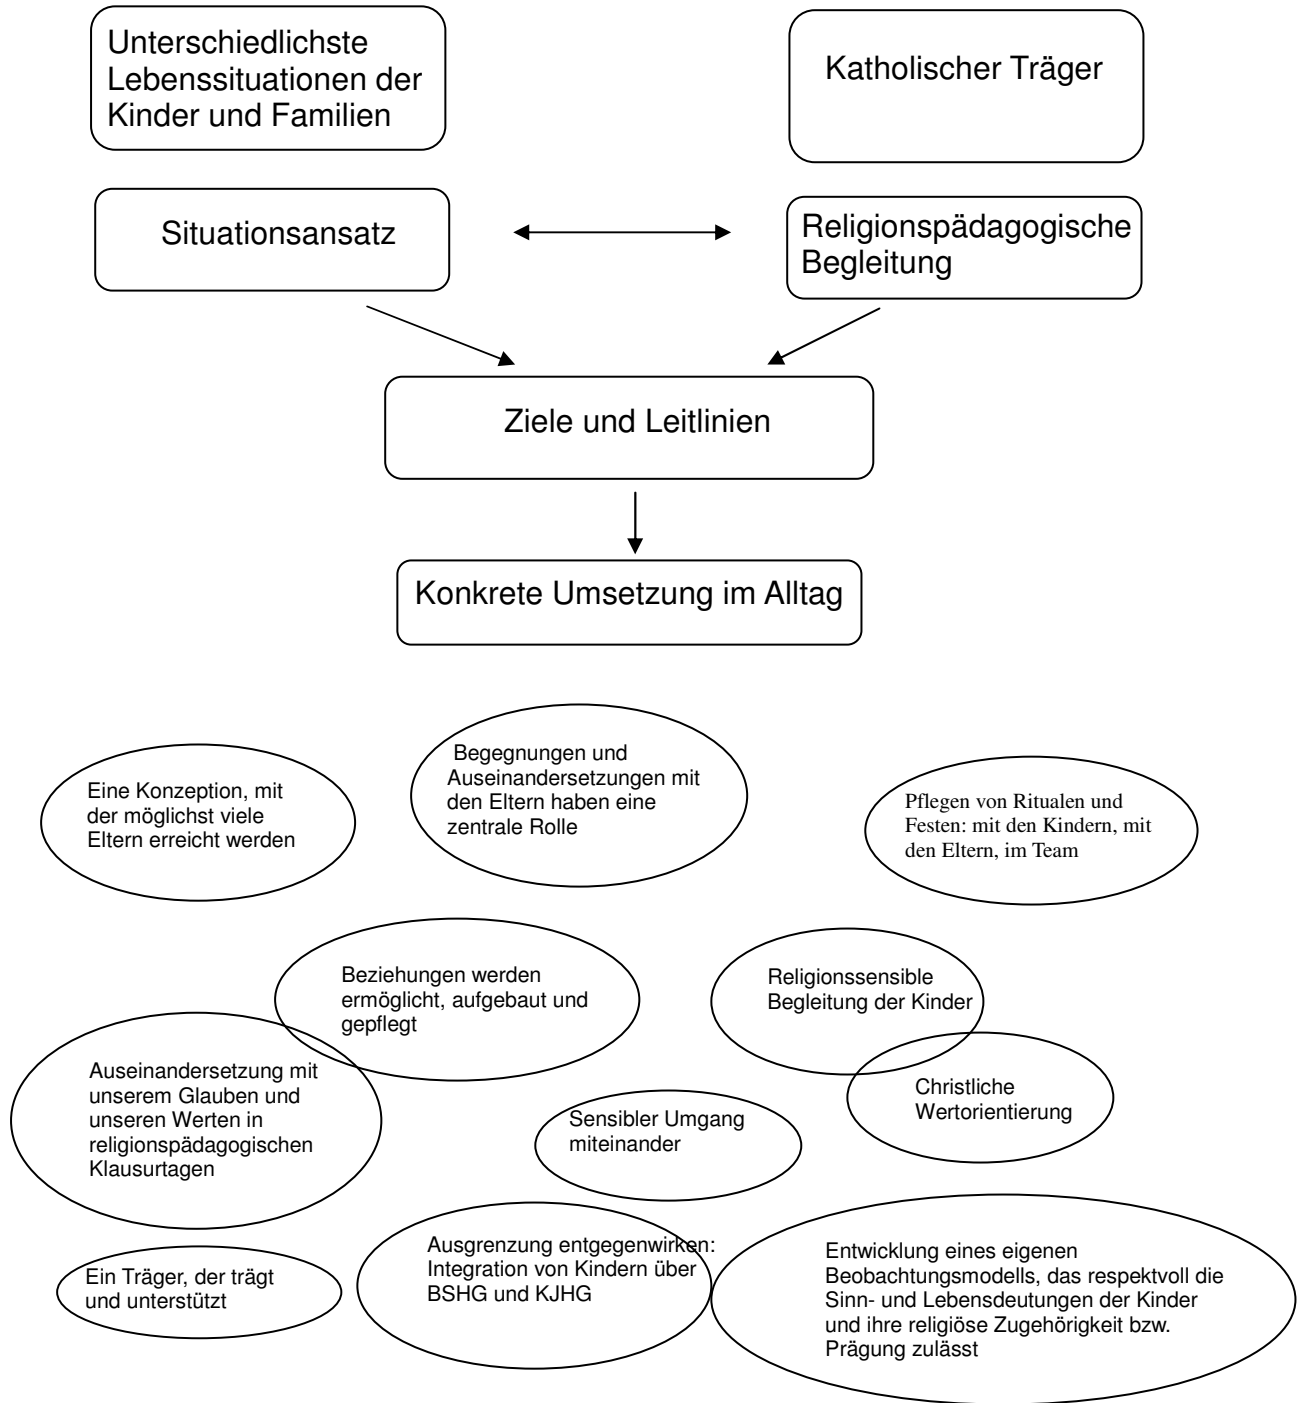 Unterschiedlichste
Lebenssituationen der
Kinder und Familien
Katholischer Träger
Situationsansatz
Religionspädagogische
Begleitung
Ziele und Leitlinien
Konkrete Umsetzung im Alltag
Eine Konzeption, mit
der möglichst viele
Eltern erreicht werden
Begegnungen und
Auseinandersetzungen mit
den Eltern haben eine
zentrale Rolle
Pflegen von Ritualen und
Festen: mit den Kindern, mit
den Eltern, im Team
Beziehungen werden
ermöglicht, aufgebaut und
gepflegt
Religionssensible
Begleitung der Kinder
Auseinandersetzung mit
unserem Glauben und
unseren Werten in
religionspädagogischen
Klausurtagen
Christliche
Wertorientierung
Sensibler Umgang
miteinander
Ein Träger, der trägt
und unterstützt
Ausgrenzung entgegenwirken:
Integration von Kindern über
BSHG und KJHG
Entwicklung eines eigenen
Beobachtungsmodells, das respektvoll die
Sinn- und Lebensdeutungen der Kinder
und ihre religiöse Zugehörigkeit bzw.
Prägung zulässt